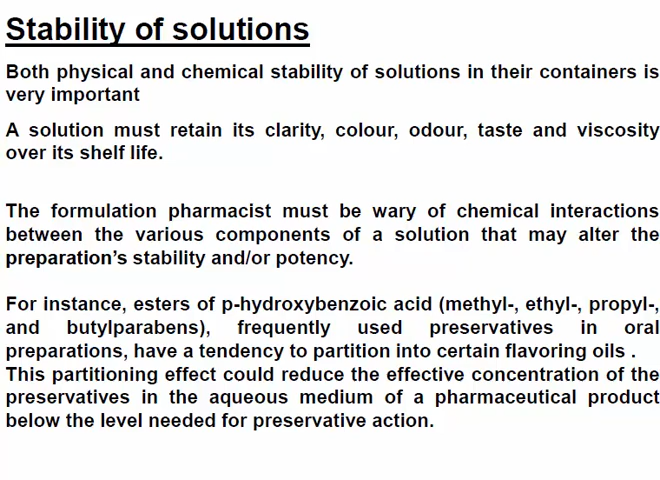 Stability of solutions
Both physical and chemical stability of solutions in their containers is
very important
A solution must retain its clarity, colour, odour, taste and viscosity
over its shelf life.
The formulation pharmacist must be wary of chemical interactions
between the various components of a solution that may alter the
preparation’s stability and/or potency.
For instance, esters of p-hydroxybenzoic acid (methyl-, ethyl-, propyl-,
and butylparabens), frequently used preservatives in oral
preparations, have a tendency to partition into certain flavoring oils .
This partitioning effect could reduce the effective concentration of the
preservatives in the aqueous medium of a pharmaceutical product
below the level needed for preservative action.